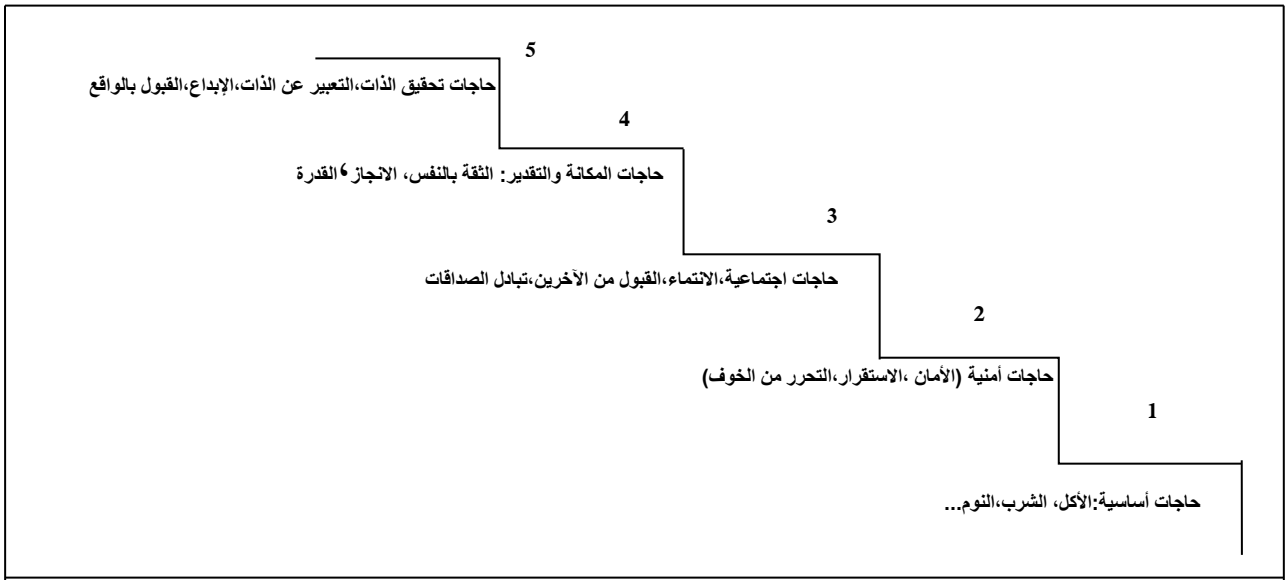 5
حاجات تحقيق الذات،التعبير عن الذات،الإبداع،القبول بالواقع
4
حاجات المكانة والتقدير: الثقة بالنفس، الانجاز ،القدرة
3
حاجات اجتماعية،الانتماء،القبول من الآخرين،تبادل الصداقات
2
حاجات أمنية (الأمان ،الاستقرار،التحرر من الخوف)
1
حاجات أساسية:الأكل، الشرب،النوم...